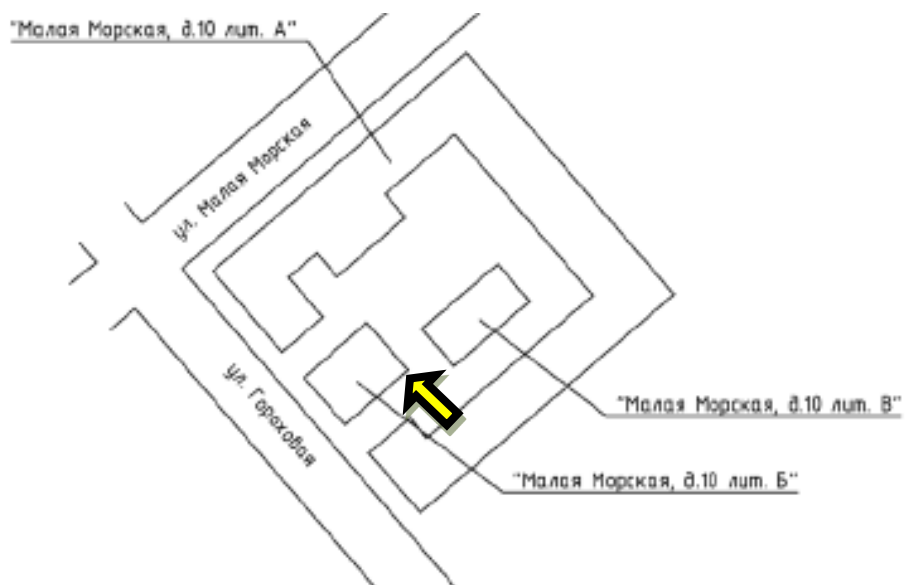 "Малая Морская, д.10 лит. А"
ул. Малая Морская
ул. Гороховая
"Малая Морская, д.10 лит. В"
"Малая Морская, д.10 лит. Б"